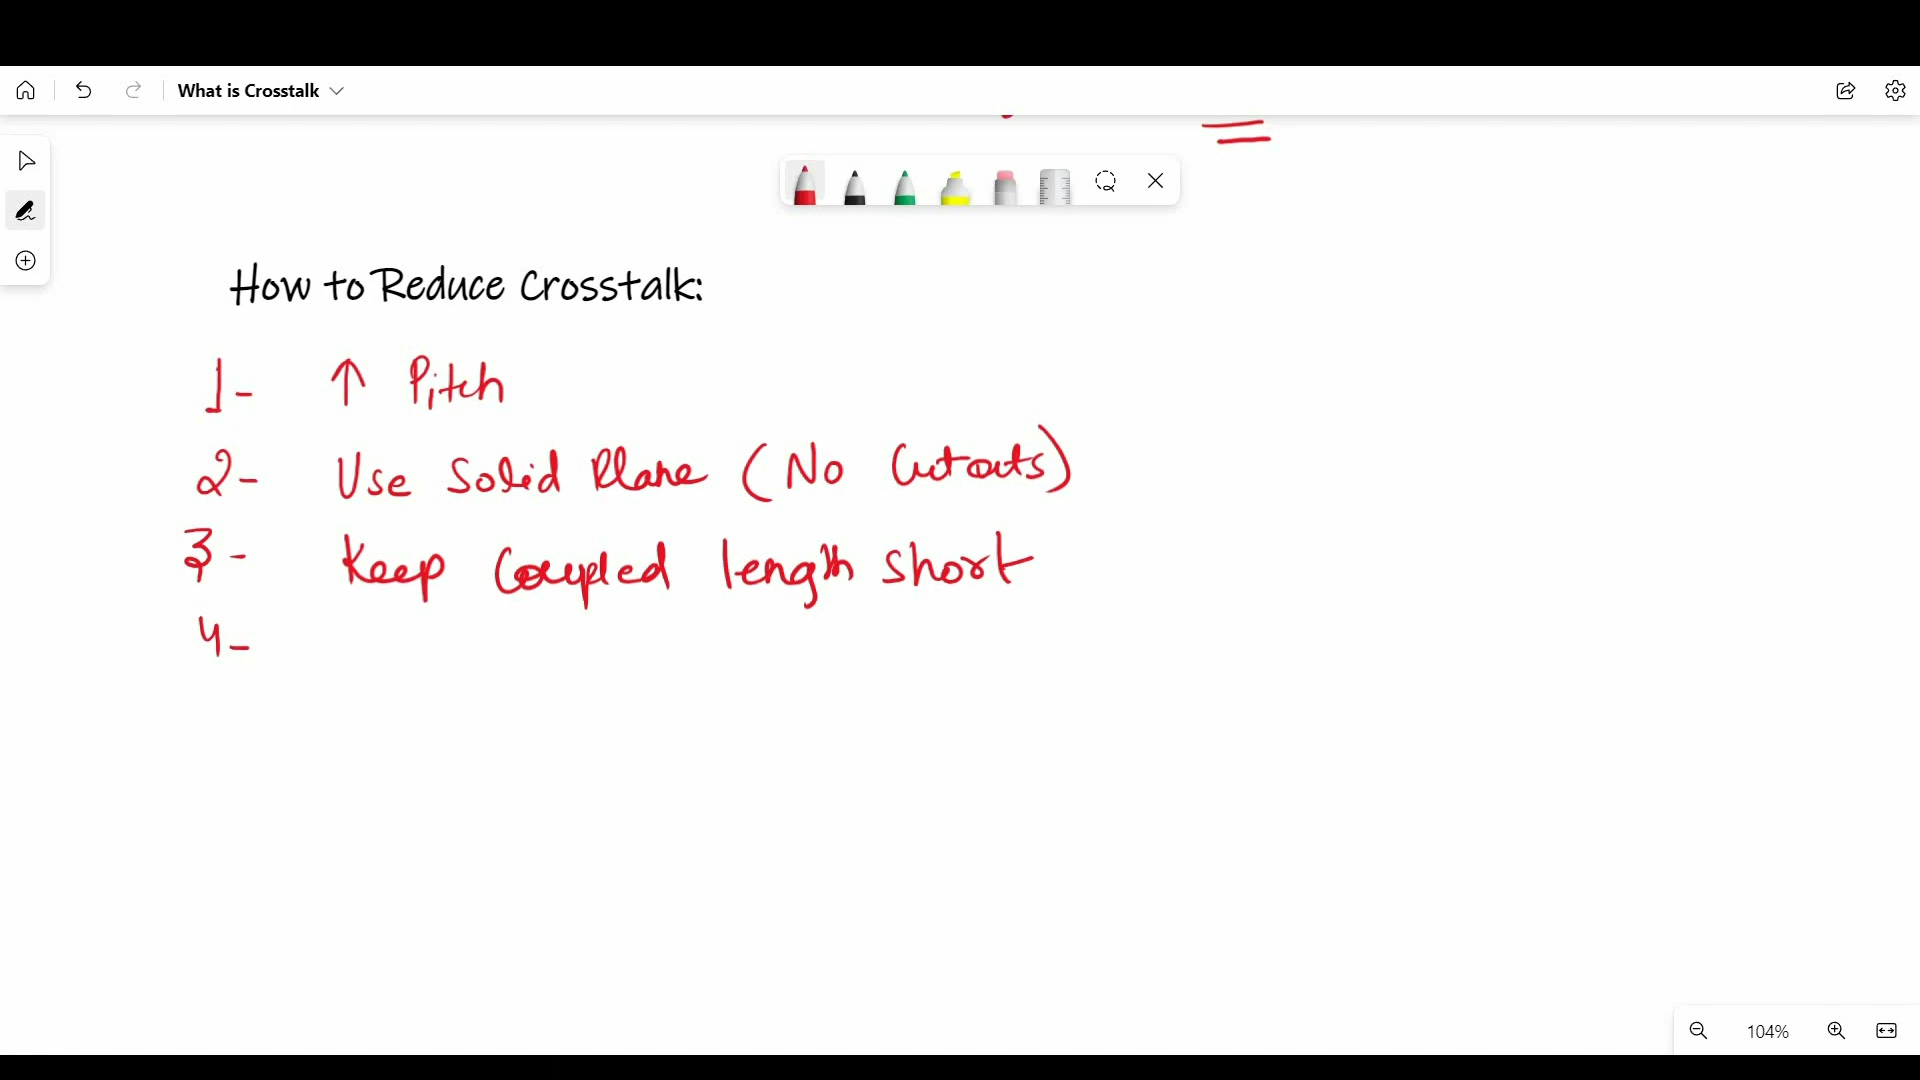 What is Crosstalk
How to Reduce Crosstalk:
1- ↑ Pitch
2- Use Solid Plane (No Cutouts)
3- Keep Coupled length short
4-
104%